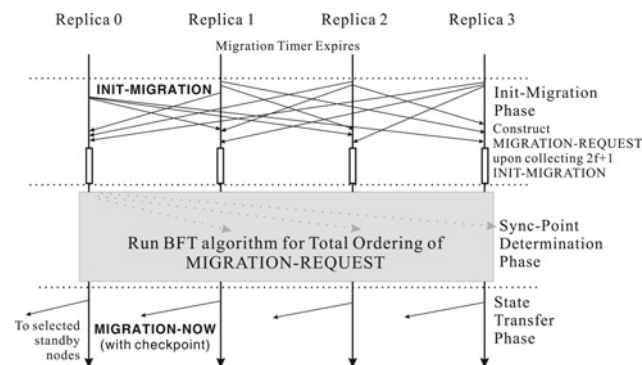 Replica 0 Replica 1 Replica 2 Replica 3
Migration Timer Expires
INIT-MIGRATION
Init-Migration
Phase
Construct
MIGRATION-REQUEST
upon collecting 2f+1
INIT-MIGRATION
Run BFT algorithm for Total Ordering of
MIGRATION-REQUEST
Sync-Point
Determination
Phase
To selected
standby
nodes
MIGRATION-NOW
(with checkpoint)
State
Transfer
Phase